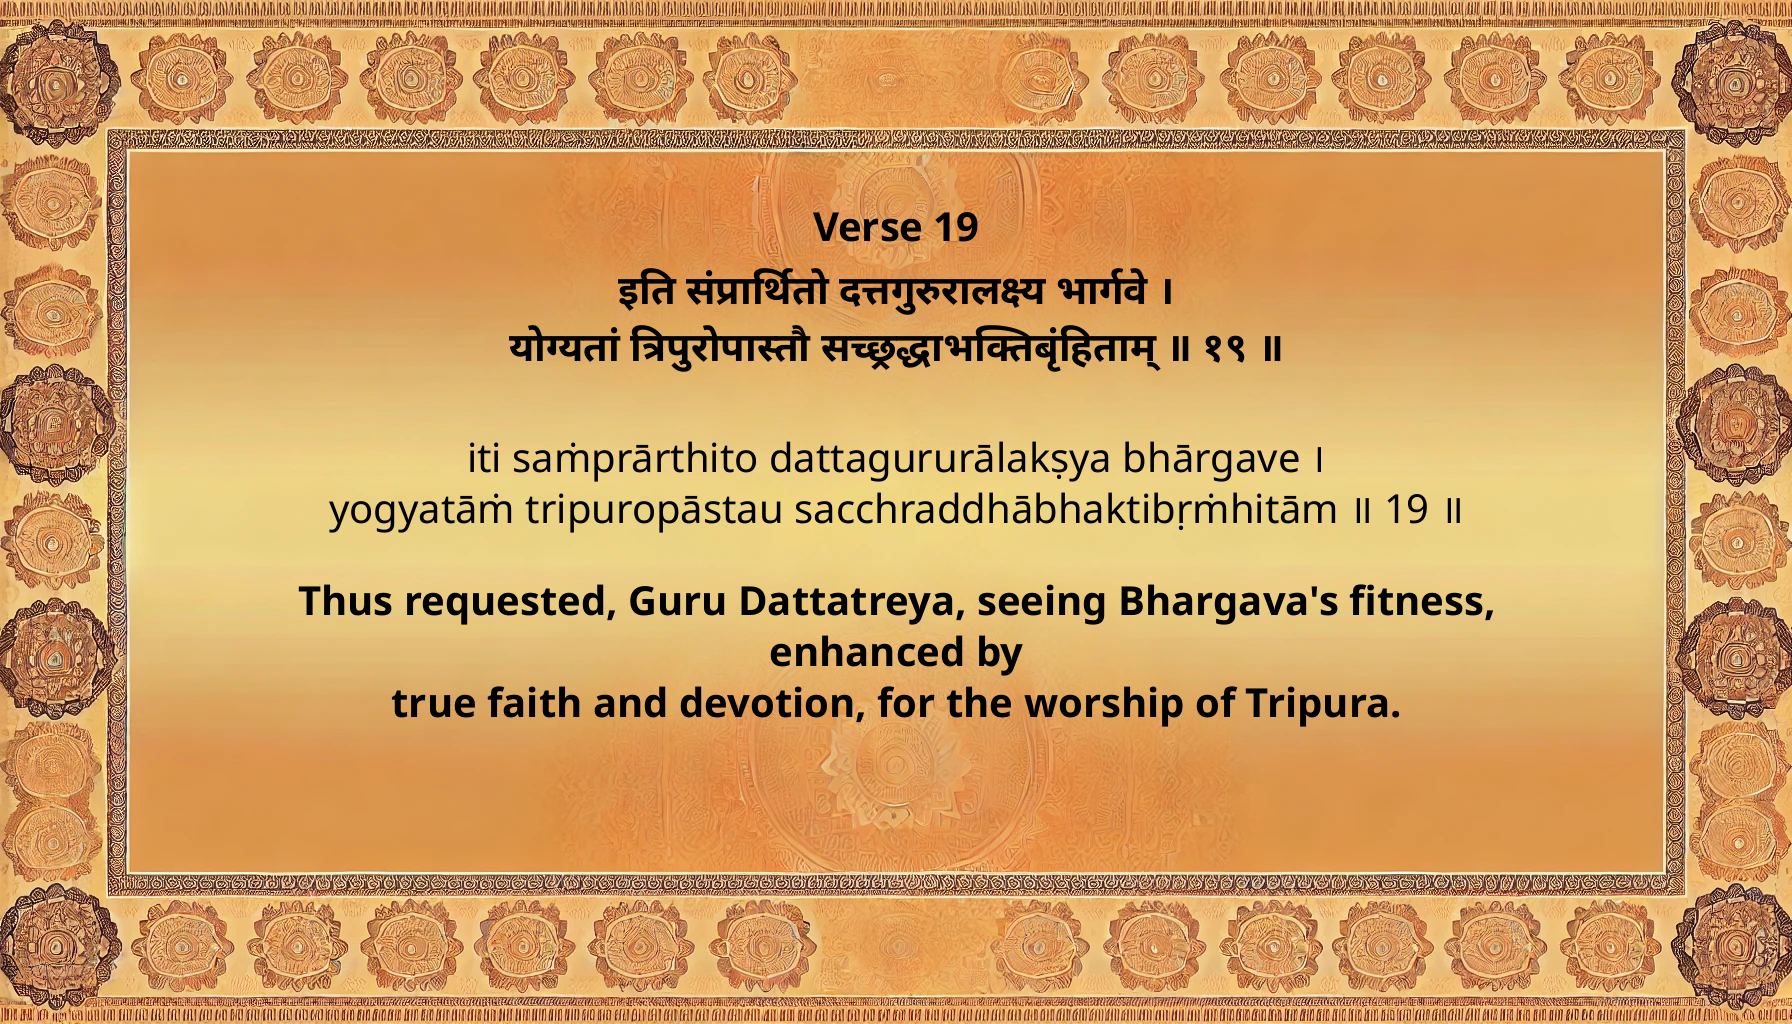 Verse 19
इति संप्रार्थितो दत्तगुरुरालक्ष्य भार्गवे ।
योग्यतां त्रिपुरोपास्तौ सच्छ्रद्धाभक्तिबृंहिताम् ॥ १९ ॥
iti saṁprārthito dattagururālakṣya bhārgave ।
yogyatāṁ tripuropāstau sacchraddhābhaktibṛṁhitām ॥ 19 ॥
Thus requested, Guru Dattatreya, seeing Bhargava's fitness,
enhanced by
true faith and devotion, for the worship of Tripura.